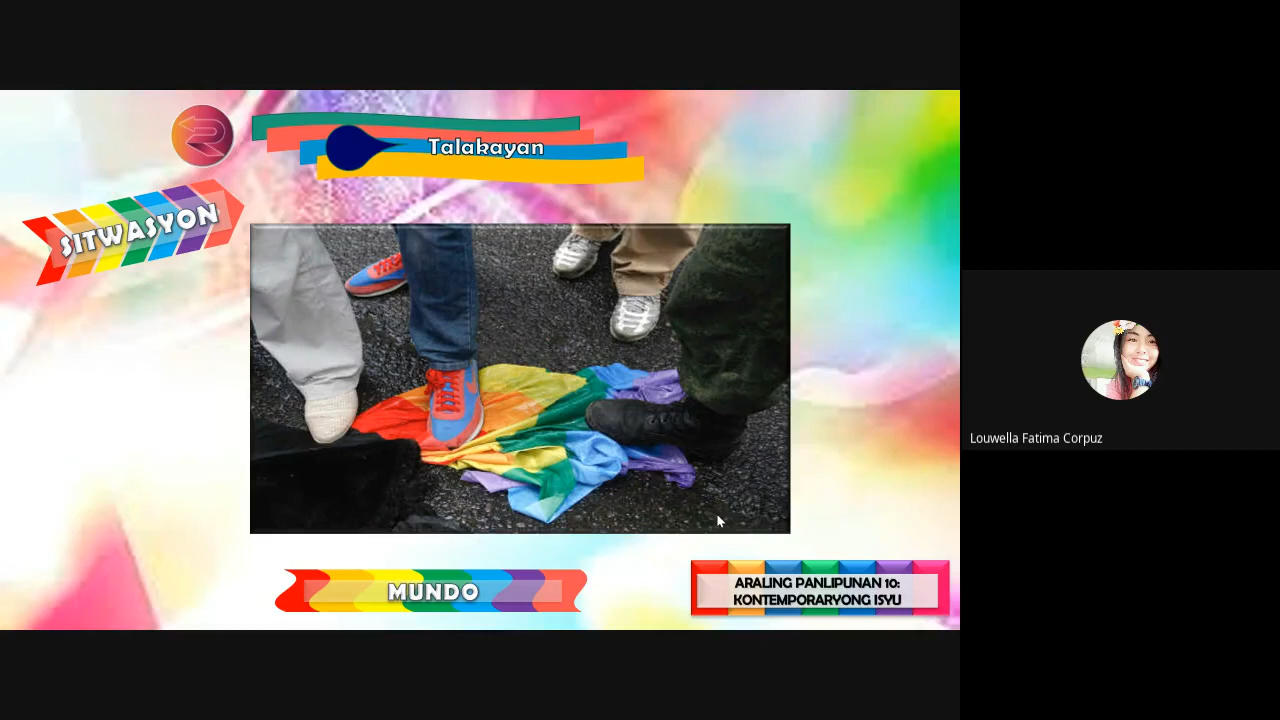 Talakayan
SITWASYON
MUNDO
ARALING PANLIPUNAN 10:
KONTEMPORARYONG ISYU
Louwella Fatima Corpuz